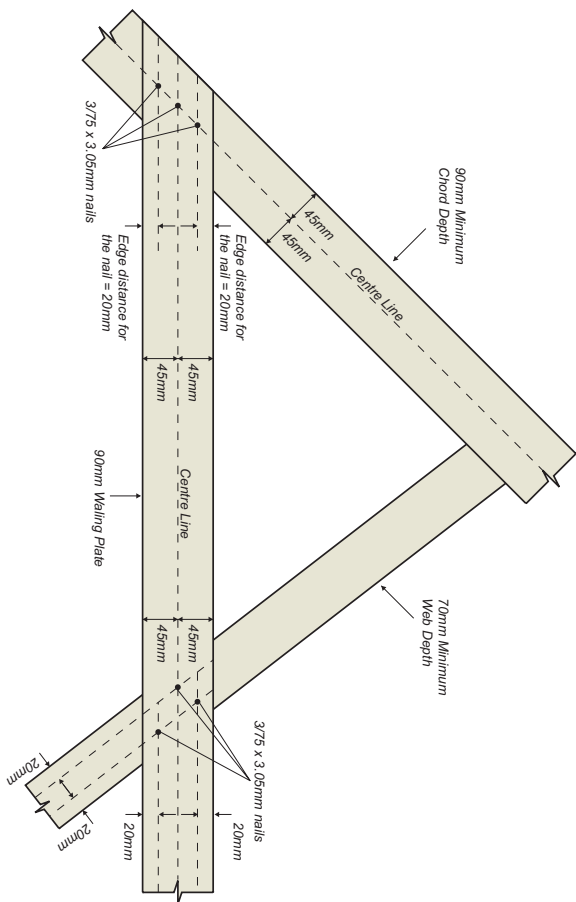 90mm Minimum
Chord Depth
70mm Minimum
Web Depth
Centre Line
45mm
45mm
3/75 x 3.05mm nails
Edge distance for
the nail = 20mm
20mm
45mm
45mm
Centre Line
45mm
45mm
Edge distance for
the nail = 20mm
20mm
3/75 x 3.05mm nails
90mm Waling Plate
20mm
20mm